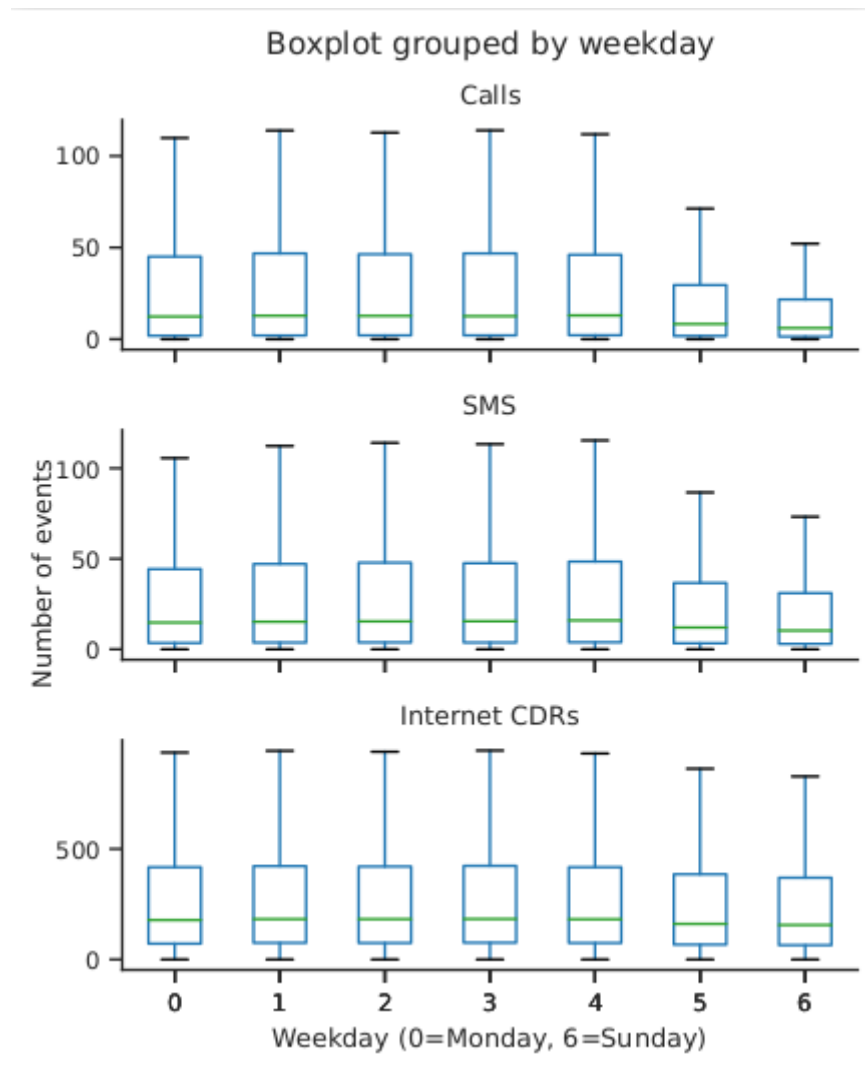 Boxplot grouped by weekday
Calls
100
50
0
SMS
Number of events
100
50
0
Internet CDRs
500
0
0 1 2 3 4 5 6
Weekday (0=Monday, 6=Sunday)